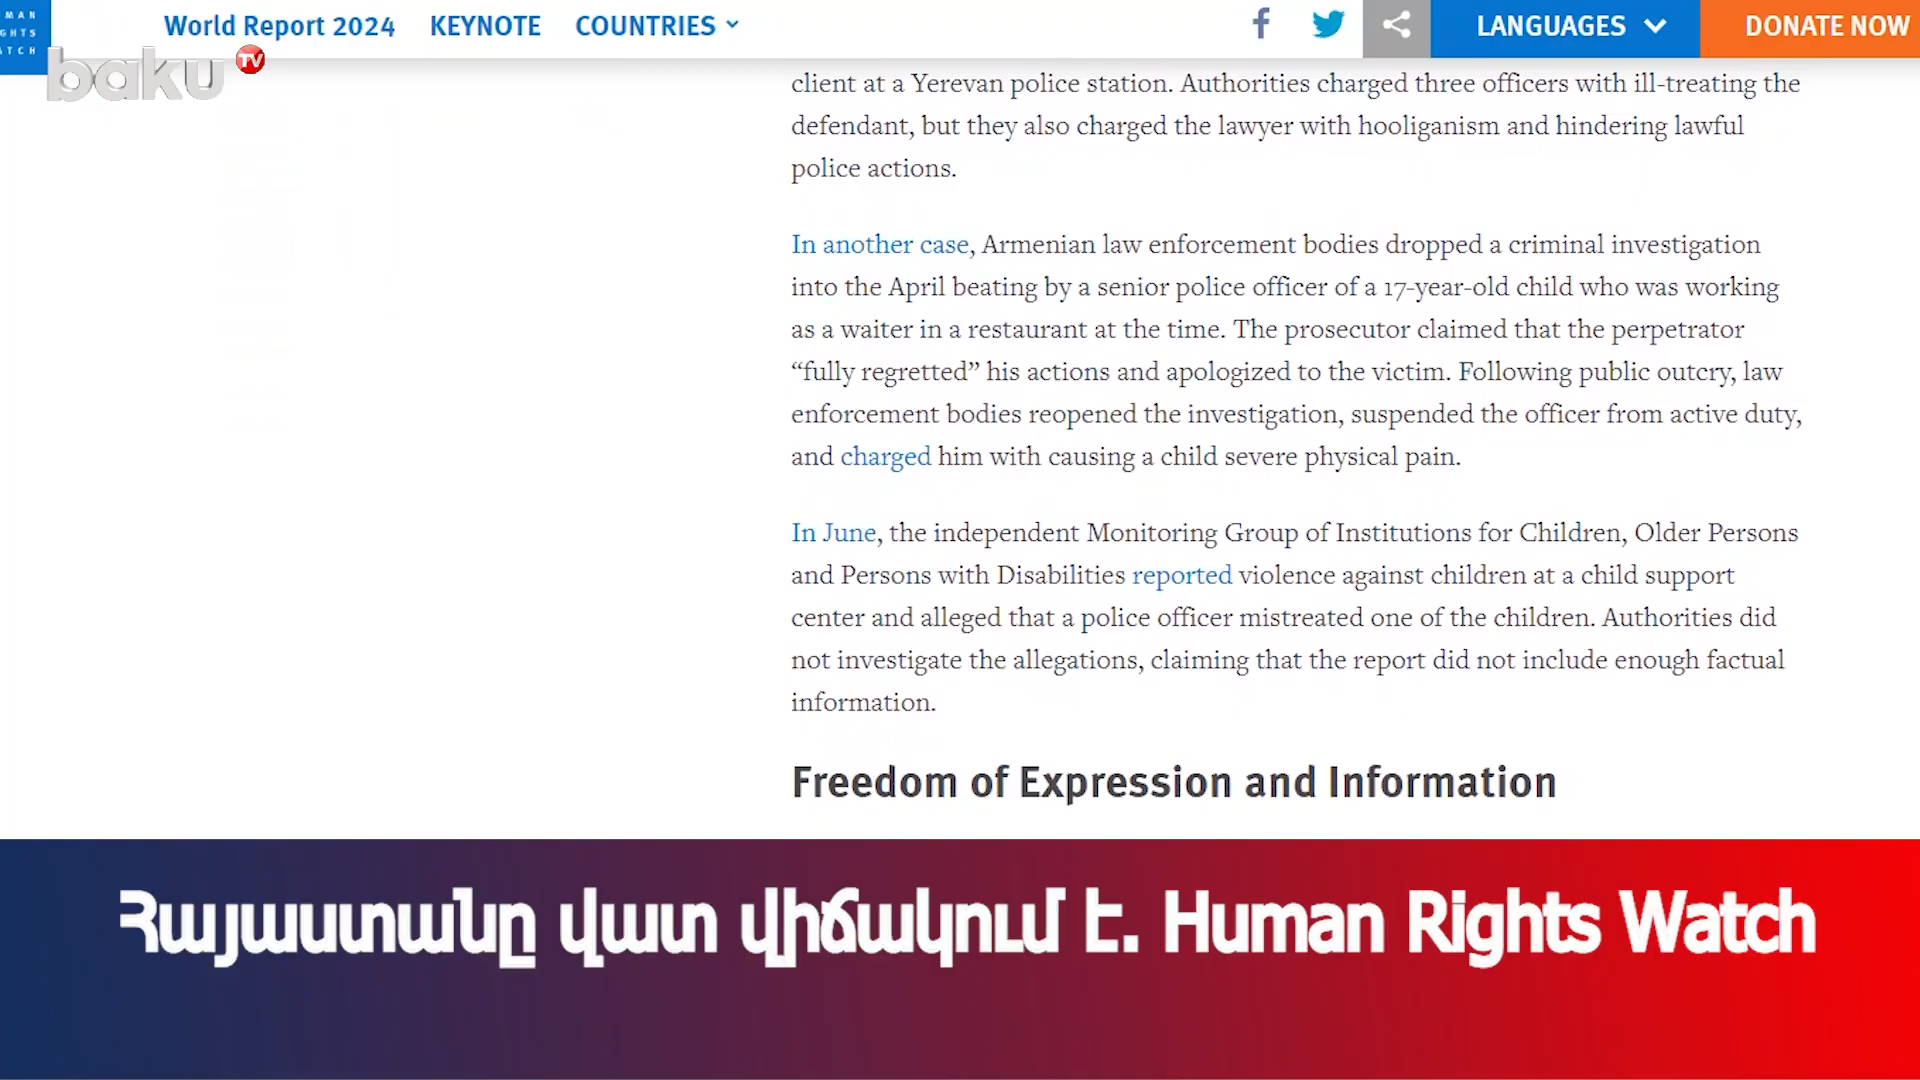 MAN
GHTS
TCH
World Report 2024 KEYNOTE COUNTRIES LANGUAGES DONATE NOW
baku TV
client at a Yerevan police station. Authorities charged three officers with ill-treating the
defendant, but they also charged the lawyer with hooliganism and hindering lawful
police actions.
In another case, Armenian law enforcement bodies dropped a criminal investigation
into the April beating by a senior police officer of a 17-year-old child who was working
as a waiter in a restaurant at the time. The prosecutor claimed that the perpetrator
“fully regretted” his actions and apologized to the victim. Following public outcry, law
enforcement bodies reopened the investigation, suspended the officer from active duty,
and charged him with causing a child severe physical pain.
In June, the independent Monitoring Group of Institutions for Children, Older Persons
and Persons with Disabilities reported violence against children at a child support
center and alleged that a police officer mistreated one of the children. Authorities did
not investigate the allegations, claiming that the report did not include enough factual
information.
Freedom of Expression and Information
Հայաստանը վատ վիճակում է. Human Rights Watch